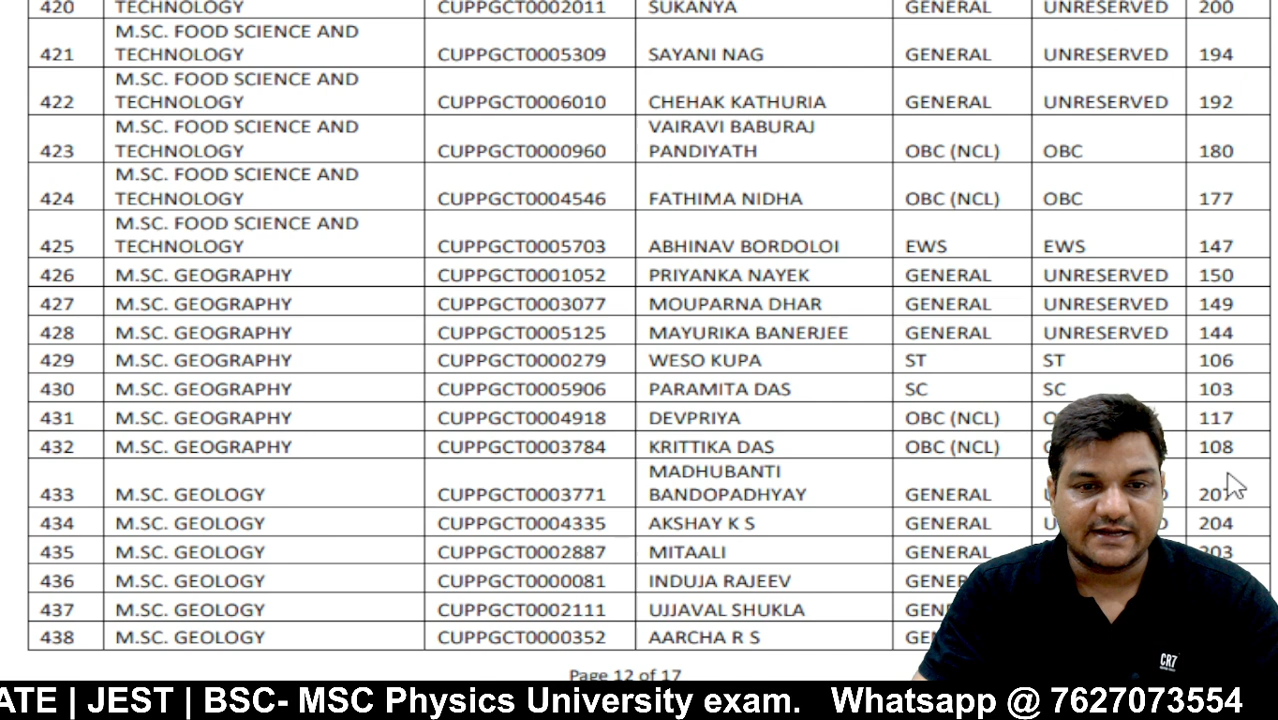 420 TECHNOLOGY CUPPGCT0002011 SUKANYA GENERAL UNRESERVED 200
M.SC. FOOD SCIENCE AND
421 TECHNOLOGY CUPPGCT0005309 SAYANI NAG GENERAL UNRESERVED 194
M.SC. FOOD SCIENCE AND
422 TECHNOLOGY CUPPGCT0006010 CHEHAK KATHURIA GENERAL UNRESERVED 192
M.SC. FOOD SCIENCE AND VAIRAVI BABURAJ
423 TECHNOLOGY CUPPGCT0000960 PANDIYATH OBC (NCL) OBC 180
M.SC. FOOD SCIENCE AND
424 TECHNOLOGY CUPPGCT0004546 FATHIMA NIDHA OBC (NCL) OBC 177
M.SC. FOOD SCIENCE AND
425 TECHNOLOGY CUPPGCT0005703 ABHINAV BORDOLOI EWS EWS 147
426 M.SC. GEOGRAPHY CUPPGCT0001052 PRIYANKA NAYEK GENERAL UNRESERVED 150
427 M.SC. GEOGRAPHY CUPPGCT0003077 MOUPARNA DHAR GENERAL UNRESERVED 149
428 M.SC. GEOGRAPHY CUPPGCT0005125 MAYURIKA BANERJEE GENERAL UNRESERVED 144
429 M.SC. GEOGRAPHY CUPPGCT0000279 WESO KUPA ST ST 106
430 M.SC. GEOGRAPHY CUPPGCT0005906 PARAMITA DAS SC SC 103
431 M.SC. GEOGRAPHY CUPPGCT0004918 DEVPRIYA OBC (NCL) 117
432 M.SC. GEOGRAPHY CUPPGCT0003784 KRITTIKA DAS OBC (NCL) 108
MADHUBANTI
433 M.SC. GEOLOGY CUPPGCT0003771 BANDOPADHYAY GENERAL
434 M.SC. GEOLOGY CUPPGCT0004335 AKSHAY K S GENERAL 204
435 M.SC. GEOLOGY CUPPGCT0002887 MITAALI GENERAL 203
436 M.SC. GEOLOGY CUPPGCT0000081 INDUJA RAJEEV
437 M.SC. GEOLOGY CUPPGCT0002111 UJJAVAL SHUKLA
438 M.SC. GEOLOGY CUPPGCT0000352 AARCHA R S
Page 12 of 17
CR7
ATE | JEST | BSC- MSC Physics University exam. Whatsapp @ 7627073554